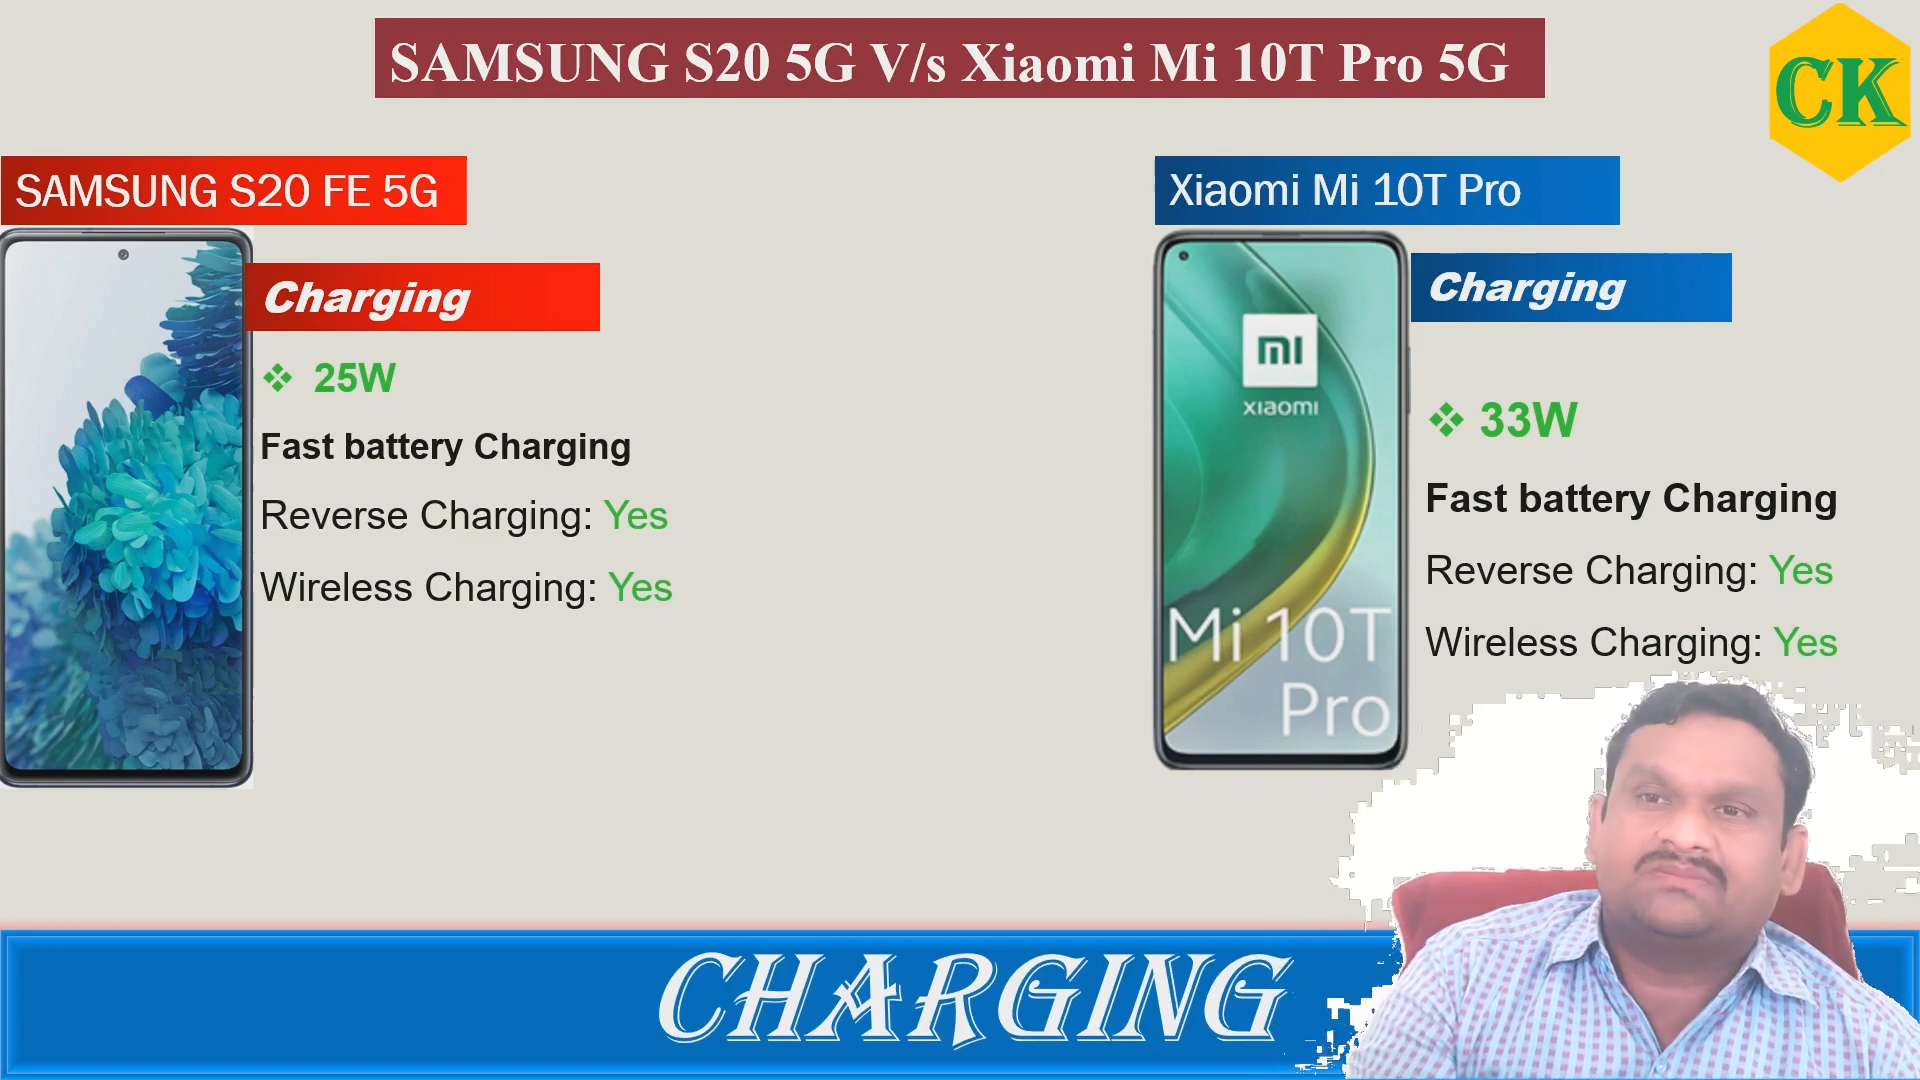 SAMSUNG S20 5G V/s Xiaomi Mi 10T Pro 5G
CK
SAMSUNG S20 FE 5G
Charging
❖ 25W
Fast battery Charging
Reverse Charging: Yes
Wireless Charging: Yes
Xiaomi Mi 10T Pro
mi
xiaomi
Mi 10T
Pro
Charging
❖ 33W
Fast battery Charging
Reverse Charging: Yes
Wireless Charging: Yes
CHARGING